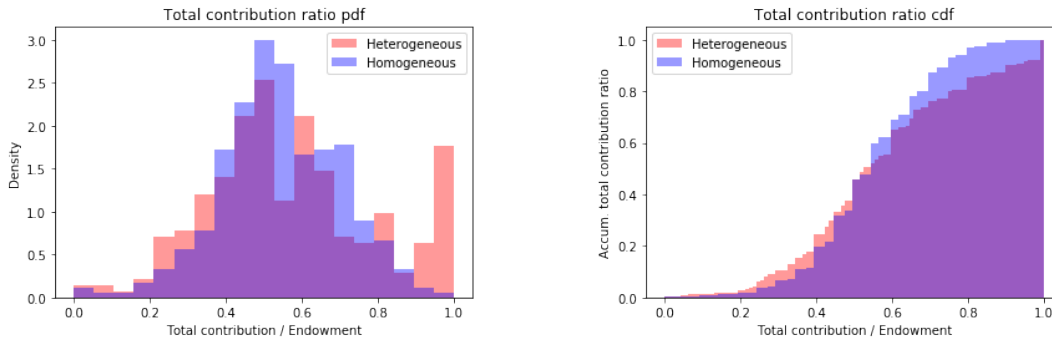 Total contribution ratio pdf
3.0
2.5
2.0
1.5
1.0
0.5
0.0
Density
Heterogeneous
Homogeneous
0.0 0.2 0.4 0.6 0.8 1.0
Total contribution / Endowment
Total contribution ratio cdf
1.0
0.8
0.6
0.4
0.2
0.0
Accum. total contribution ratio
Heterogeneous
Homogeneous
0.0 0.2 0.4 0.6 0.8 1.0
Total contribution / Endowment